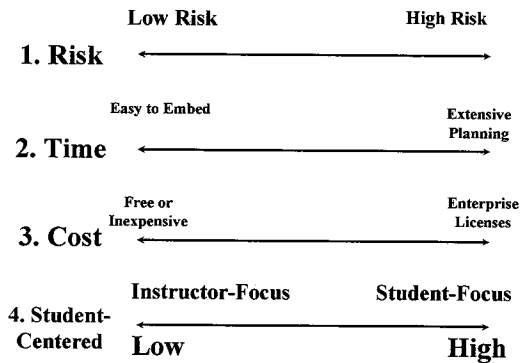 Low Risk High Risk
1. Risk
Easy to Embed Extensive
Planning
2. Time
Free or Enterprise
Inexpensive Licenses
3. Cost
Instructor-Focus Student-Focus
4. Student-
Centered
Low High